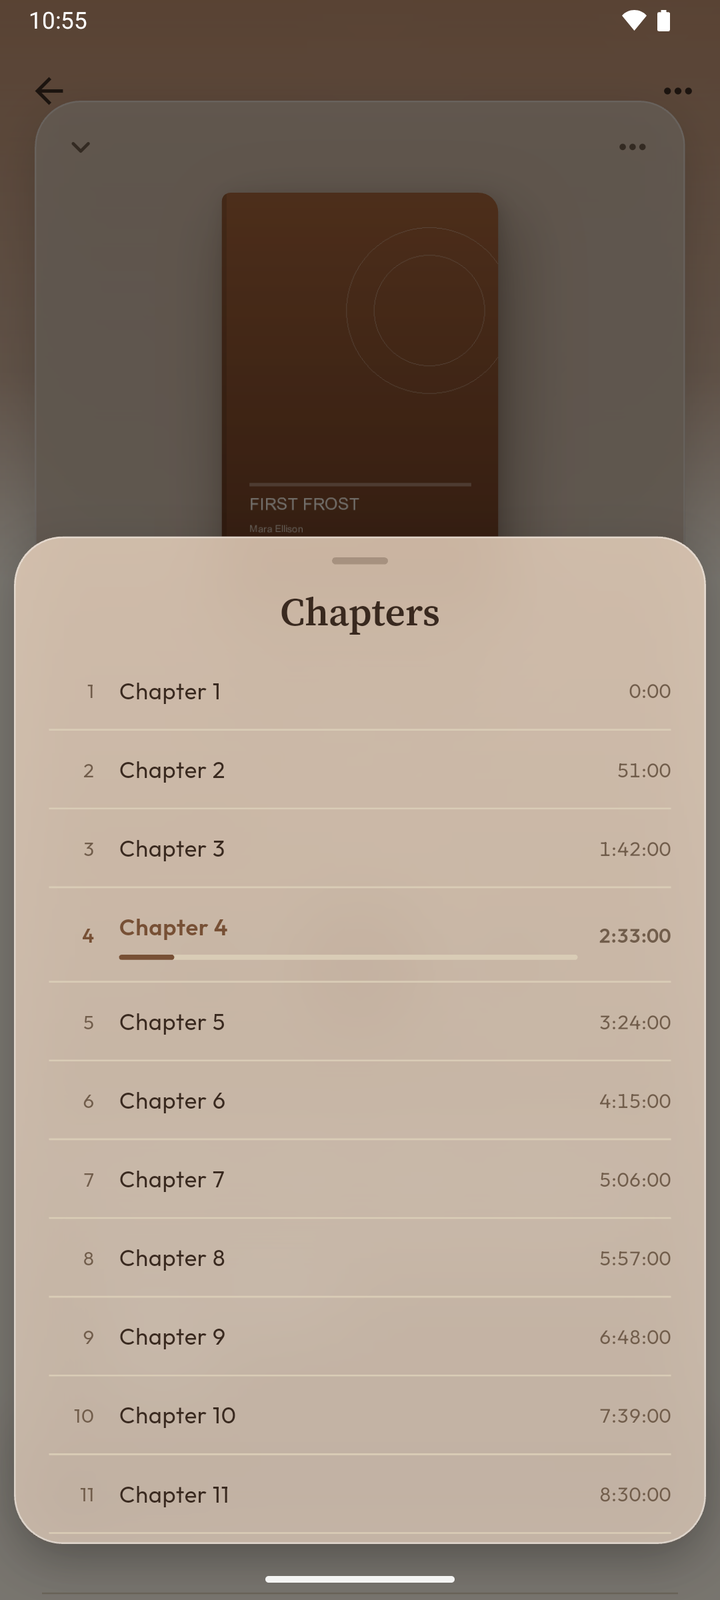 10:55
FIRST FROST
Mara Ellison
Chapters
1 Chapter 1 0:00
2 Chapter 2 51:00
3 Chapter 3 1:42:00
4 Chapter 4 2:33:00
5 Chapter 5 3:24:00
6 Chapter 6 4:15:00
7 Chapter 7 5:06:00
8 Chapter 8 5:57:00
9 Chapter 9 6:48:00
10 Chapter 10 7:39:00
11 Chapter 11 8:30:00